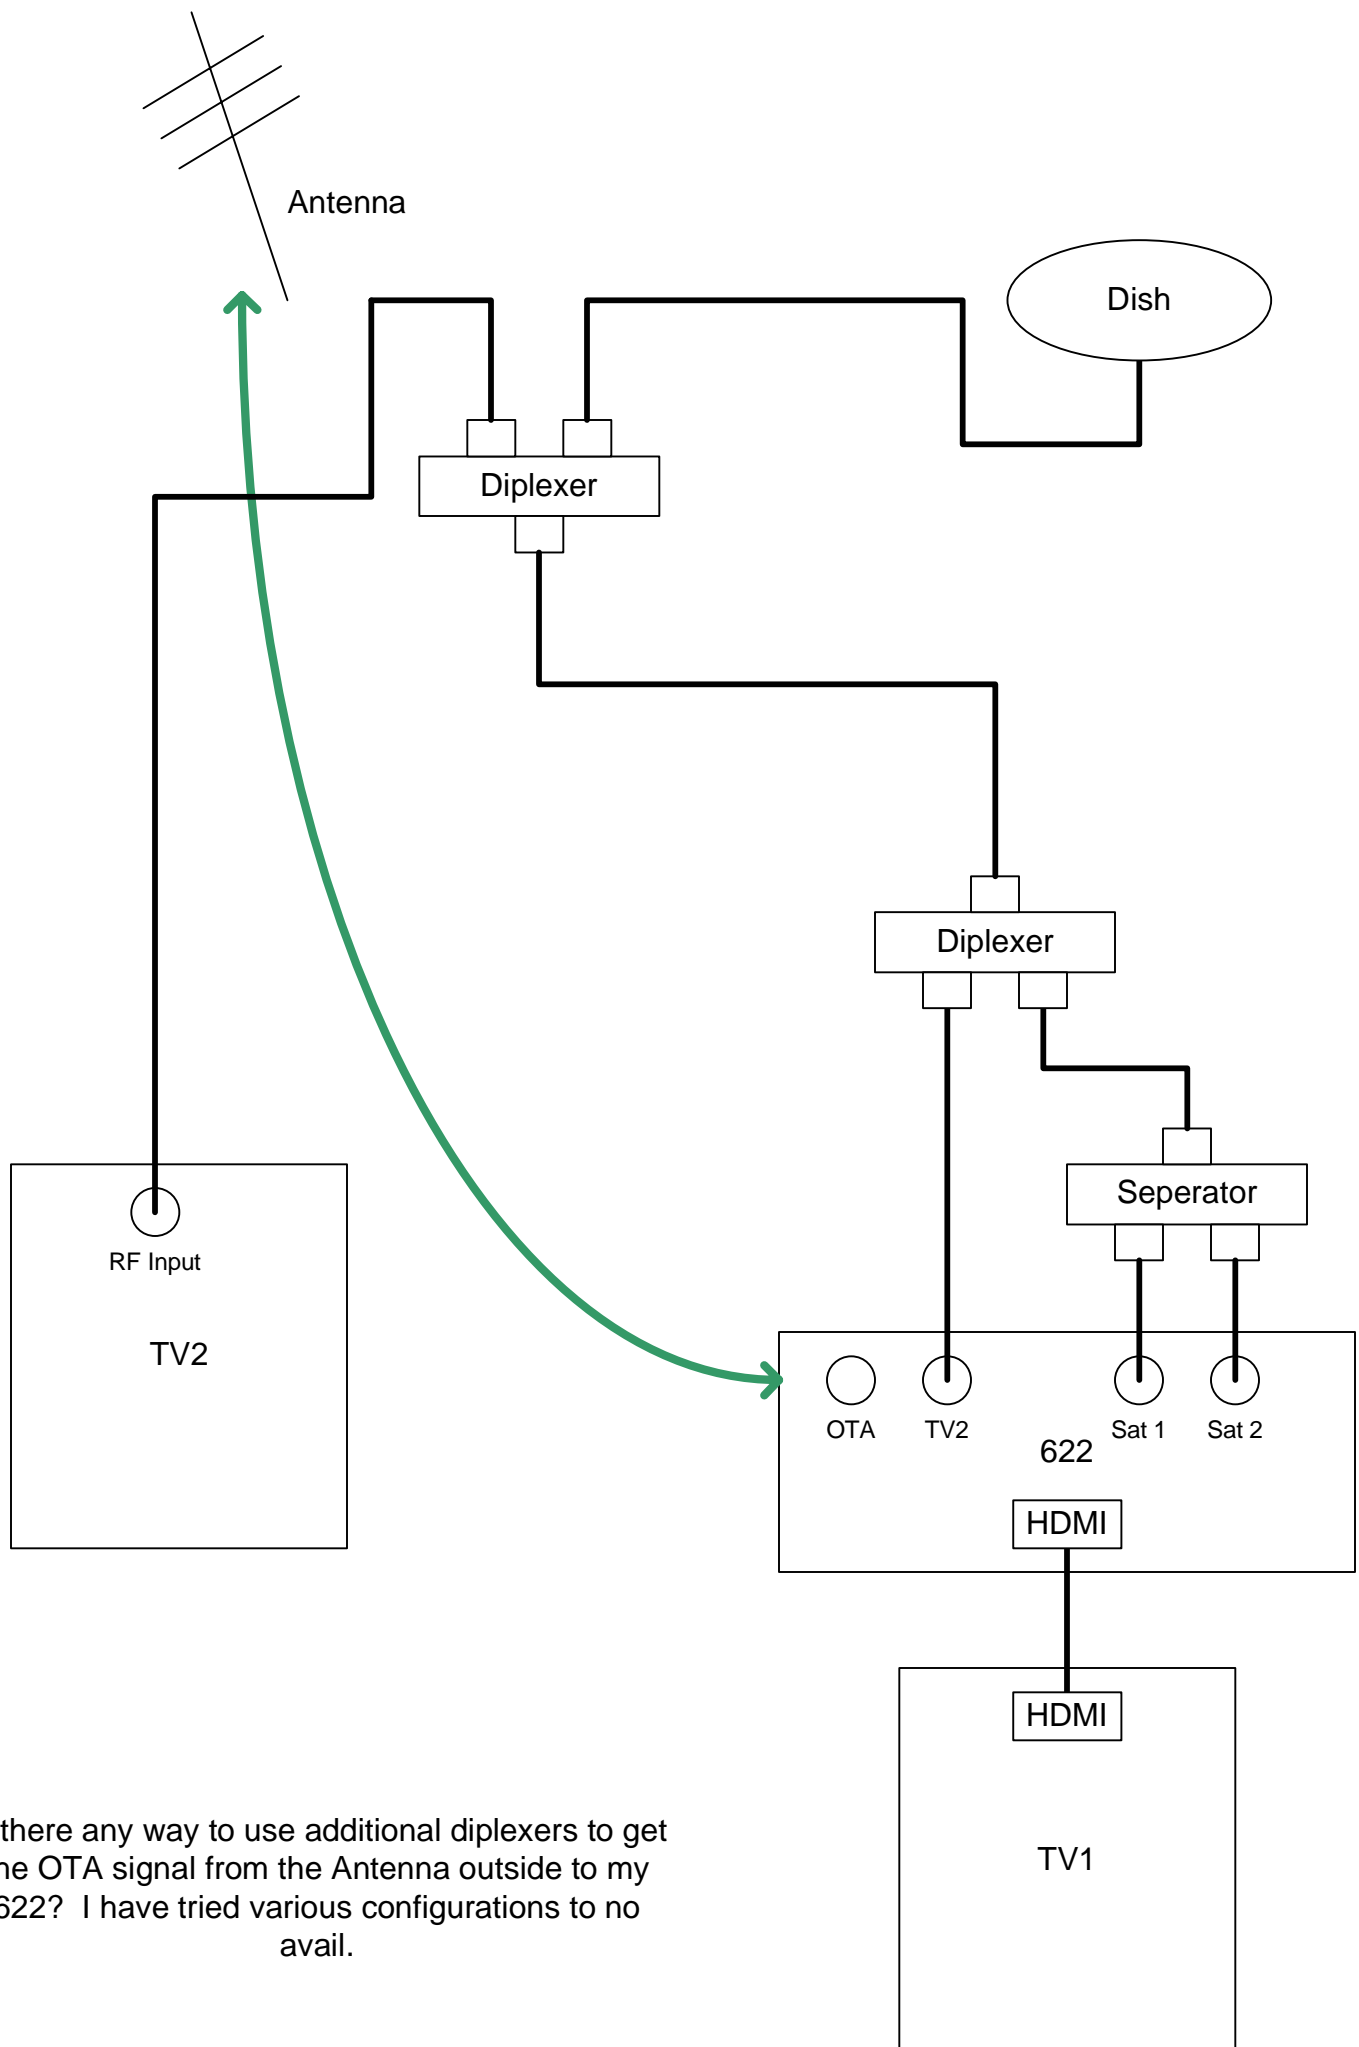 Antenna
Dish
Diplexer
Diplexer
Seperator
RF Input
TV2
OTA
TV2
Sat 1
Sat 2
622
HDMI
HDMI
TV1
there any way to use additional diplexers to get
he OTA signal from the Antenna outside to my
622? I have tried various configurations to no
avail.